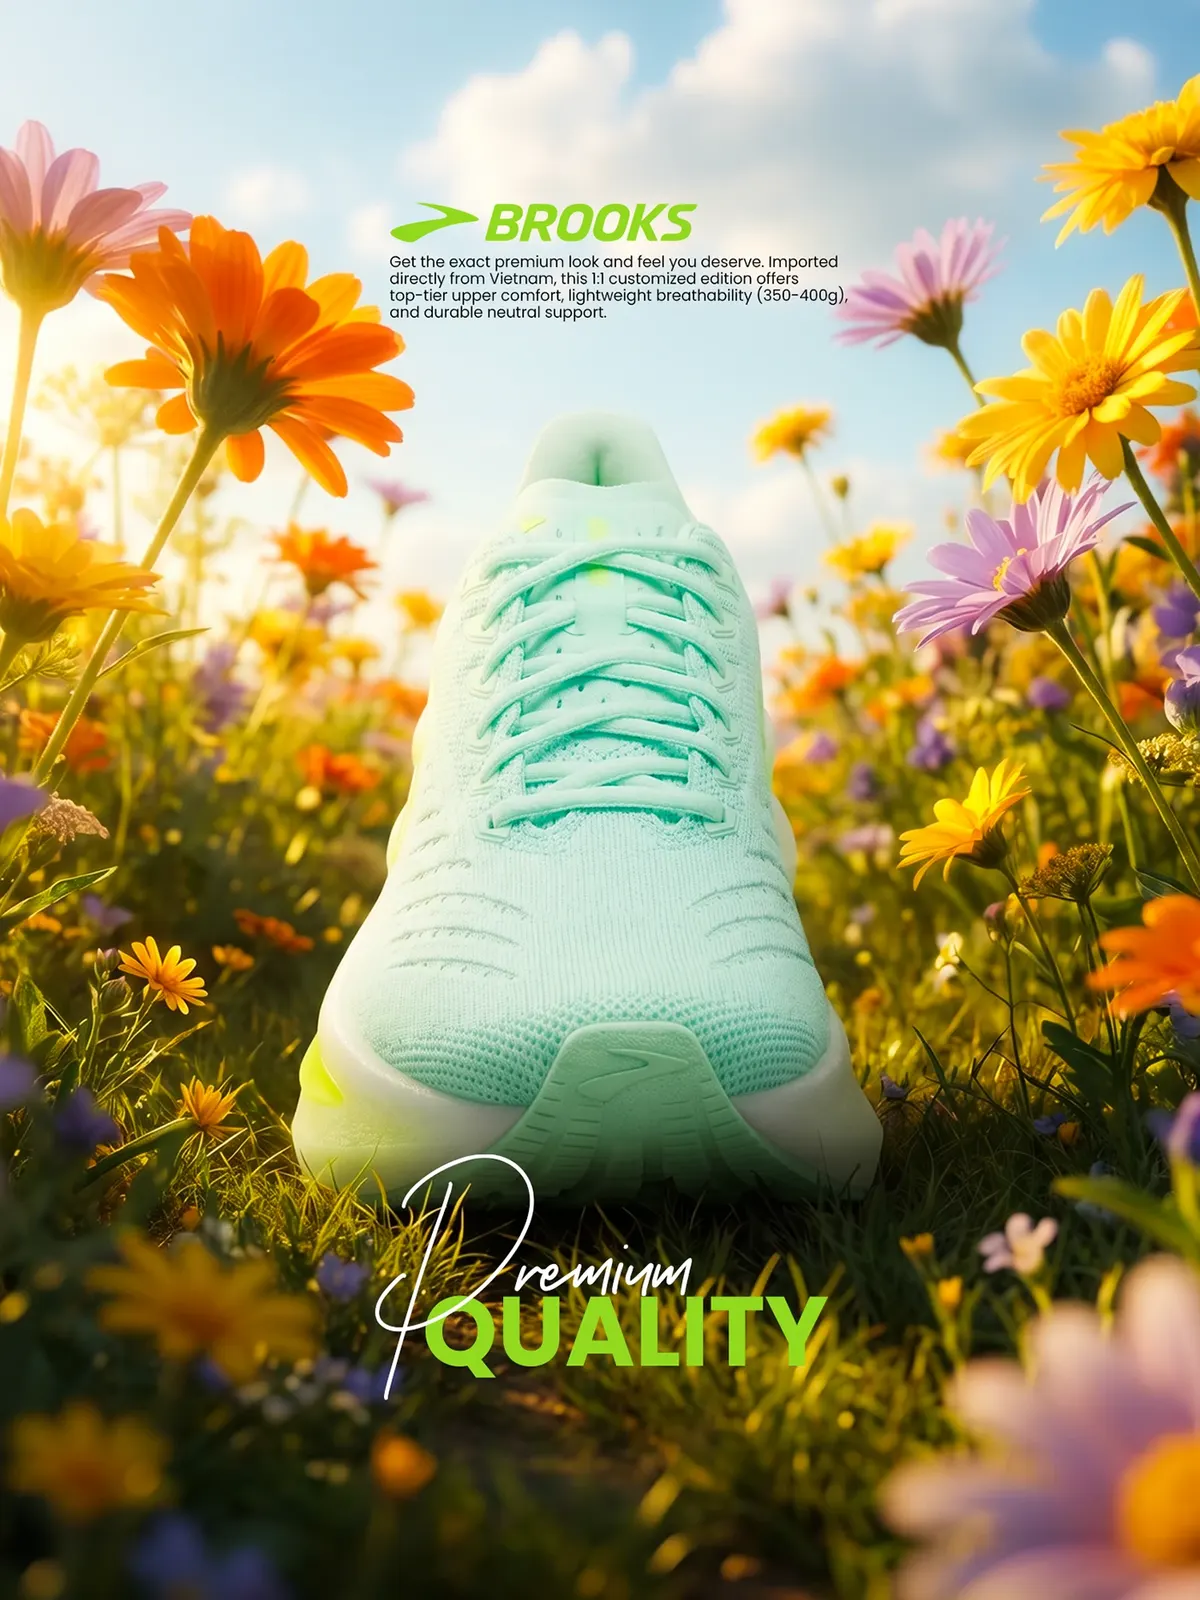 BROOKS
Get the exact premium look and feel you deserve. Imported
directly from Vietnam, this 1:1 customized edition offers
top-tier upper comfort, lightweight breathability (350-400g),
and durable neutral support.
Premium
QUALITY